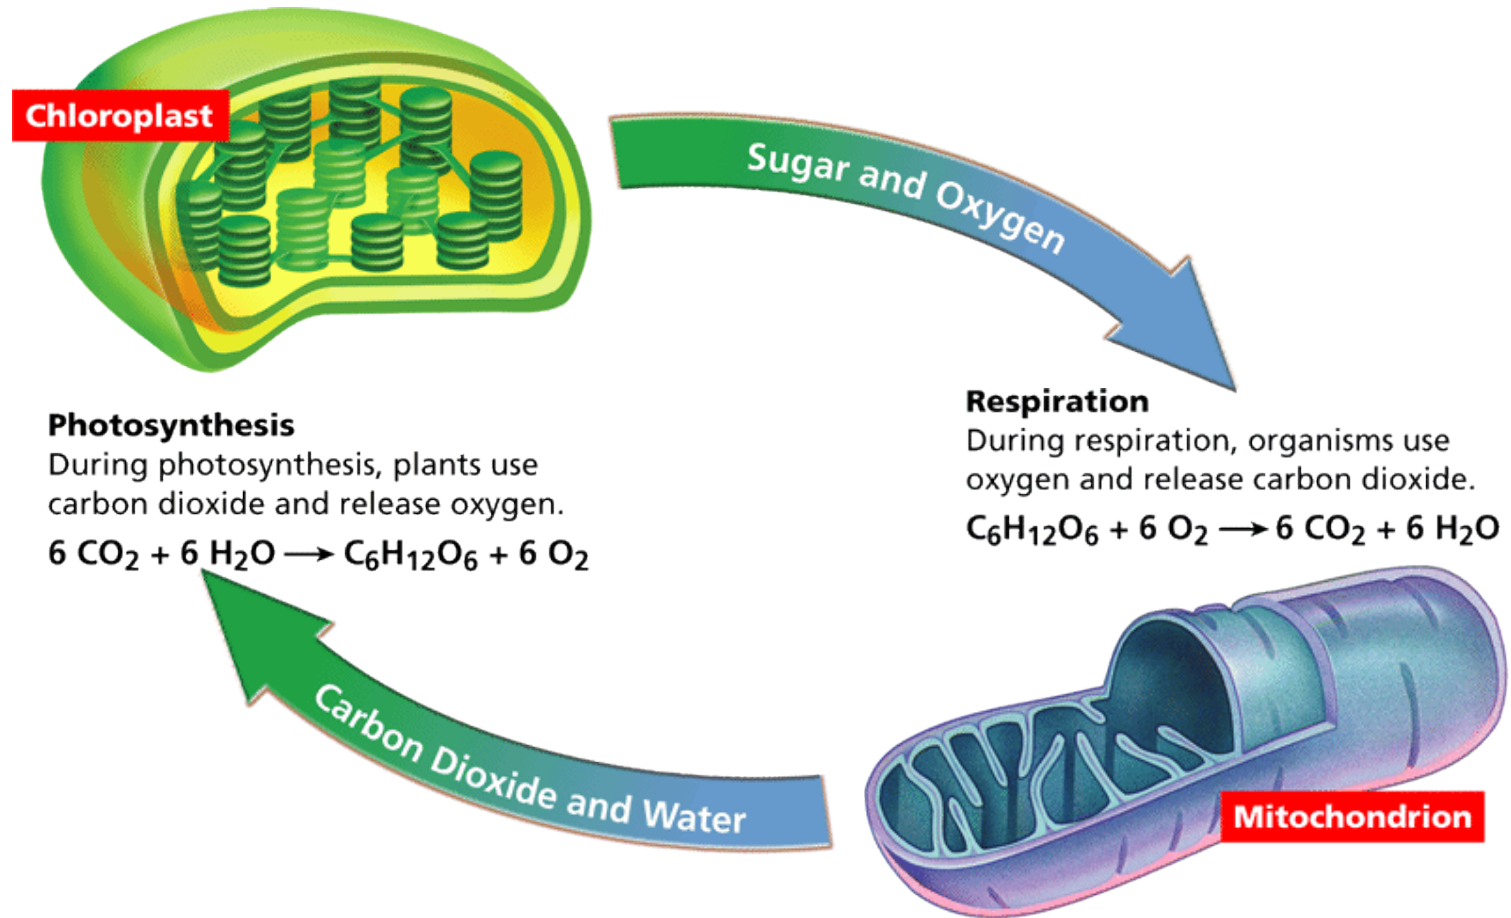 Chloroplast
Sugar and Oxygen
Photosynthesis
During photosynthesis, plants use
carbon dioxide and release oxygen.
6 CO₂ + 6 H₂O ⟶ C₆H₁₂O₆ + 6 O₂
Respiration
During respiration, organisms use
oxygen and release carbon dioxide.
C₆H₁₂O₆ + 6 O₂ ⟶ 6 CO₂ + 6 H₂O
Carbon Dioxide and Water
Mitochondrion